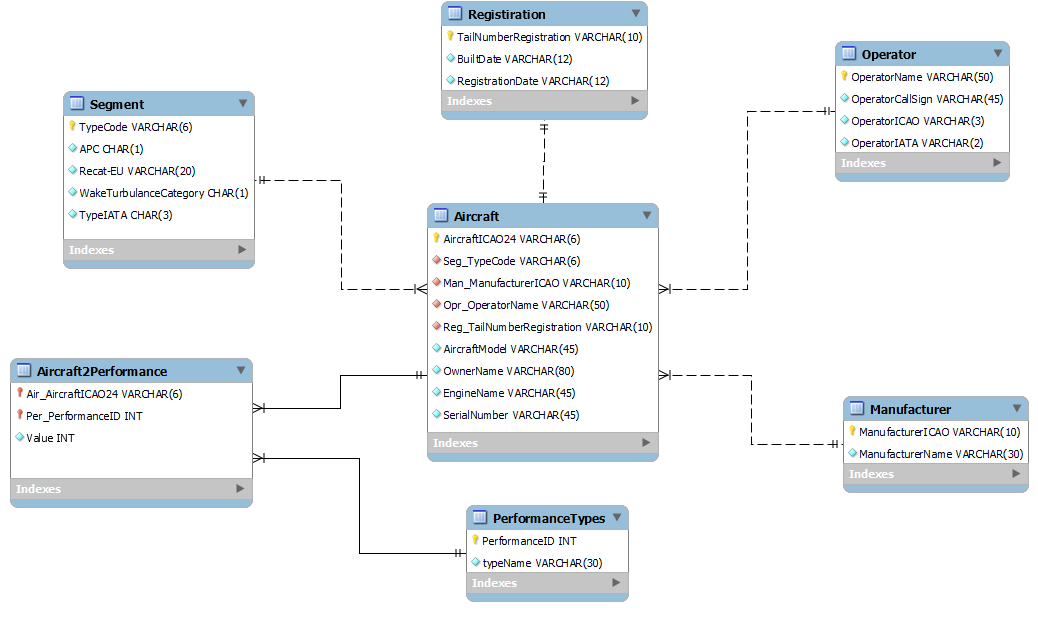 Registiration
TailNumberRegistration VARCHAR(10)
BuiltDate VARCHAR(12)
RegistrationDate VARCHAR(12)
Indexes
Operator
OperatorName VARCHAR(50)
OperatorCallSign VARCHAR(45)
OperatorICAO VARCHAR(3)
OperatorIATA VARCHAR(2)
Indexes
Segment
TypeCode VARCHAR(6)
APC CHAR(1)
Recat-EU VARCHAR(20)
WakeTurbulanceCategory CHAR(1)
TypeIATA CHAR(3)
Indexes
Aircraft
AircraftICAO24 VARCHAR(6)
Seg_TypeCode VARCHAR(6)
Man_ManufacturerICAO VARCHAR(10)
Opr_OperatorName VARCHAR(50)
Reg_TailNumberRegistration VARCHAR(10)
AircraftModel VARCHAR(45)
OwnerName VARCHAR(80)
EngineName VARCHAR(45)
SerialNumber VARCHAR(45)
Indexes
Aircraft2Performance
Air_AircraftICAO24 VARCHAR(6)
Per_PerformanceID INT
Value INT
Indexes
Manufacturer
ManufacturerICAO VARCHAR(10)
ManufacturerName VARCHAR(30)
Indexes
PerformanceTypes
PerformanceID INT
typeName VARCHAR(30)
Indexes